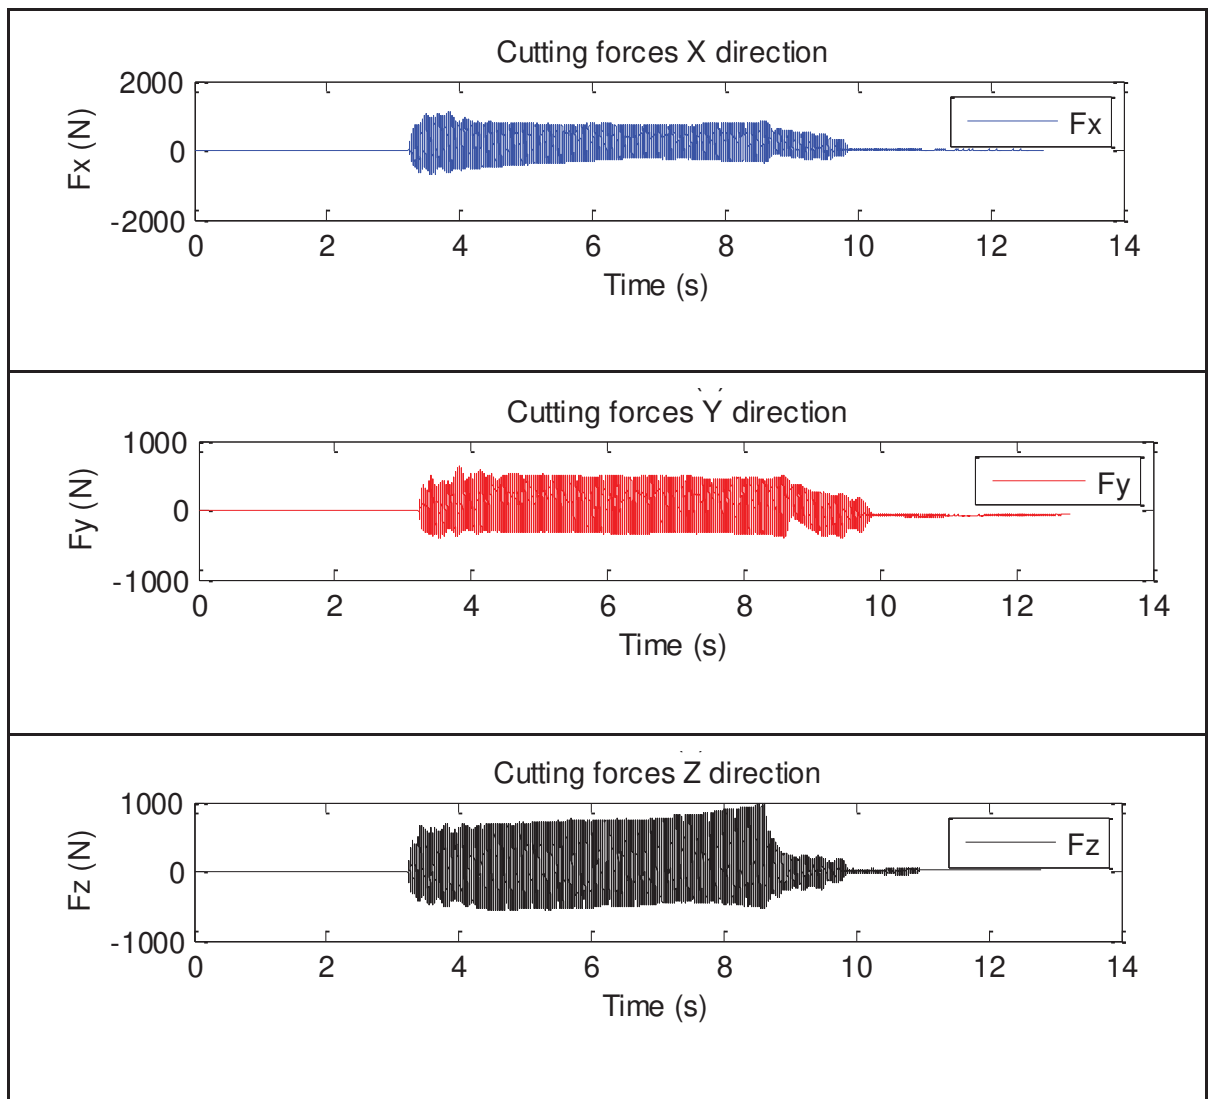 Cutting forces X direction
2000
0
-2000
Fx (N)
Fx
0 2 4 6 8 10 12 14
Time (s)
Cutting forces Y direction
1000
0
-1000
Fy (N)
Fy
0 2 4 6 8 10 12 14
Time (s)
Cutting forces Z direction
1000
0
-1000
Fz (N)
Fz
0 2 4 6 8 10 12 14
Time (s)